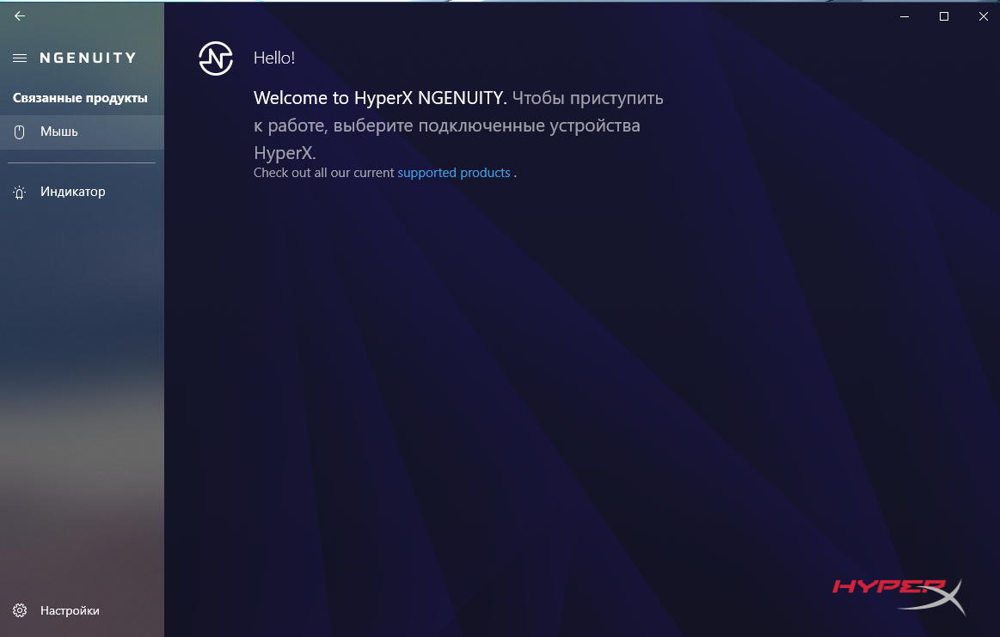 NGENUITY
Связанные продукты
Мышь
Индикатор
Настройки
Hello!
Welcome to HyperX NGENUITY. Чтобы приступить
к работе, выберите подключенные устройства
HyperX.
Check out all our current supported products .
HYPERX